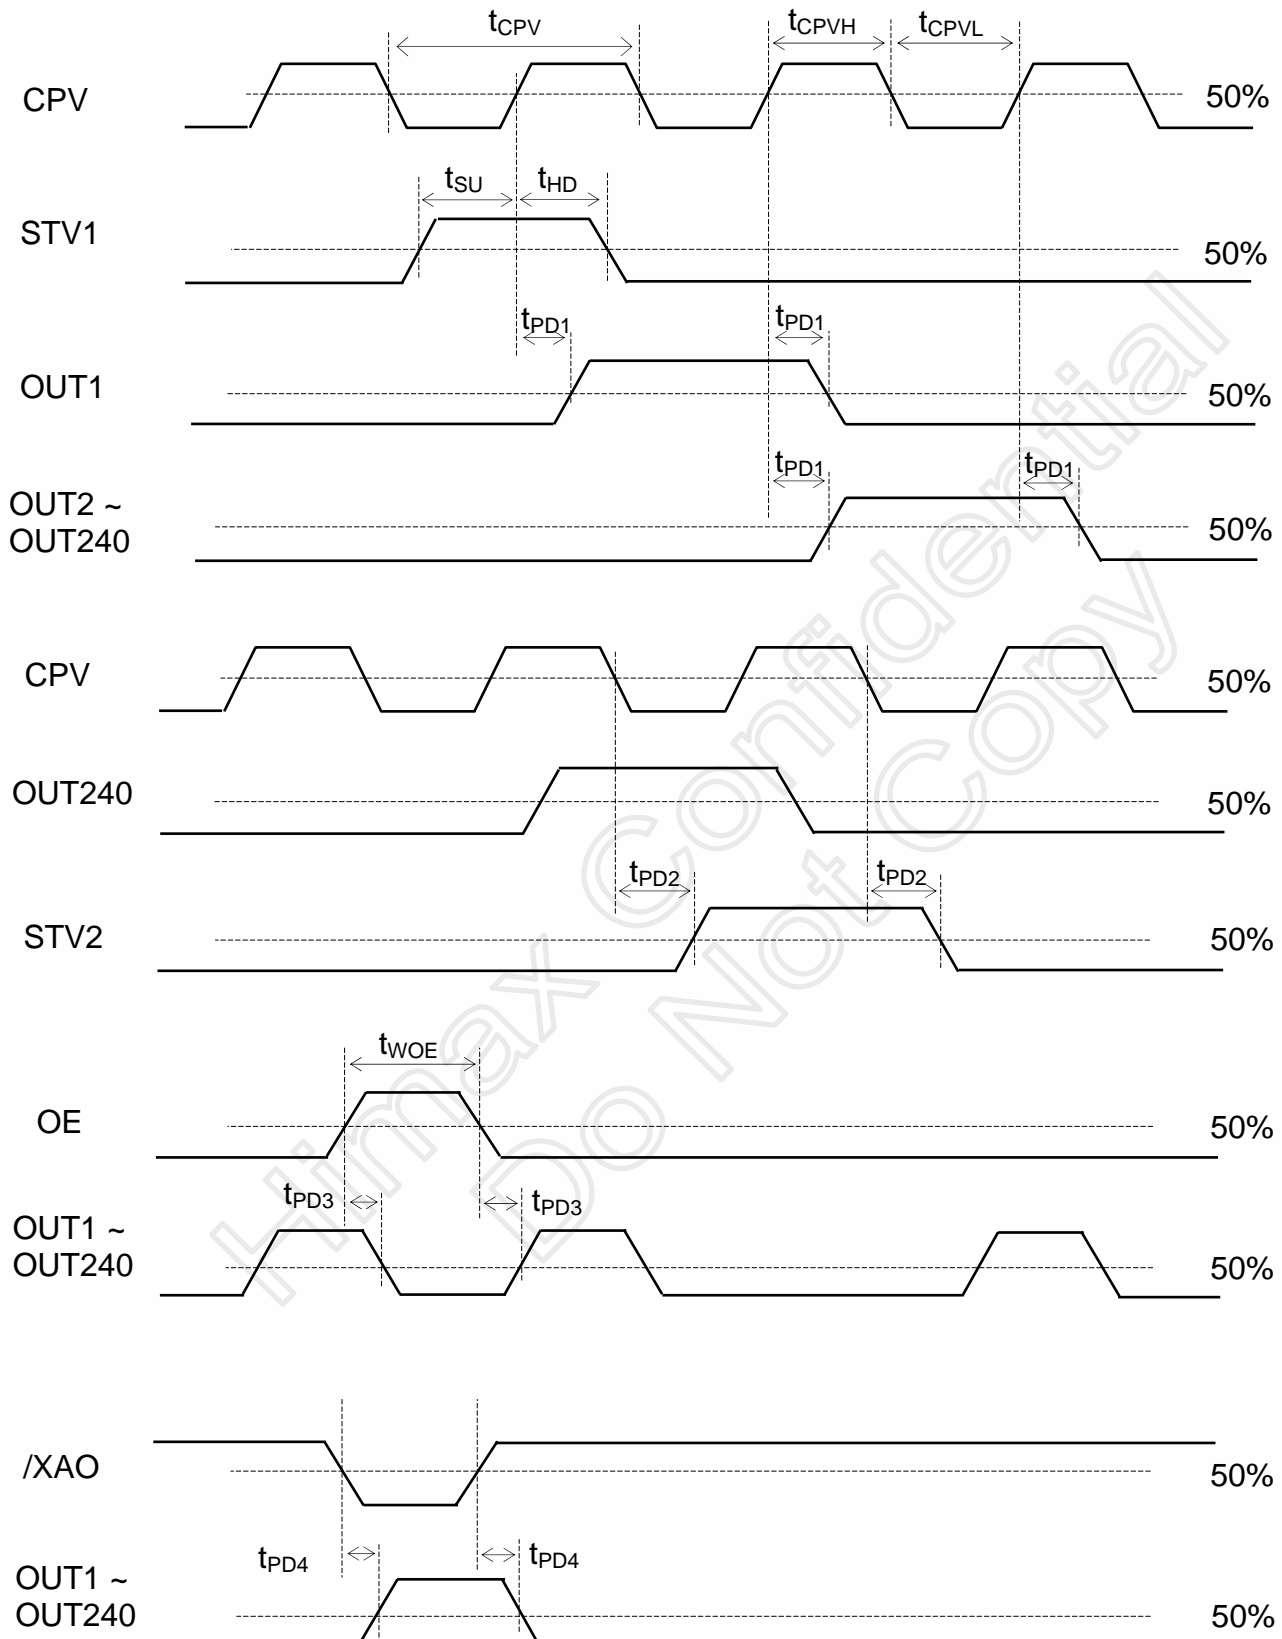 tCPV tCPVH tCPVL
CPV 50%
tSU tHD
STV1 50%
tPD1 tPD1
OUT1 50%
tPD1 tPD1
OUT2 ~
OUT240 50%
CPV 50%
OUT240 50%
tPD2 tPD2
STV2 50%
tWOE
OE 50%
tPD3 tPD3
OUT1 ~
OUT240 50%
/XAO 50%
tPD4 tPD4
OUT1 ~
OUT240 50%
Himax Confidential
Do Not Copy